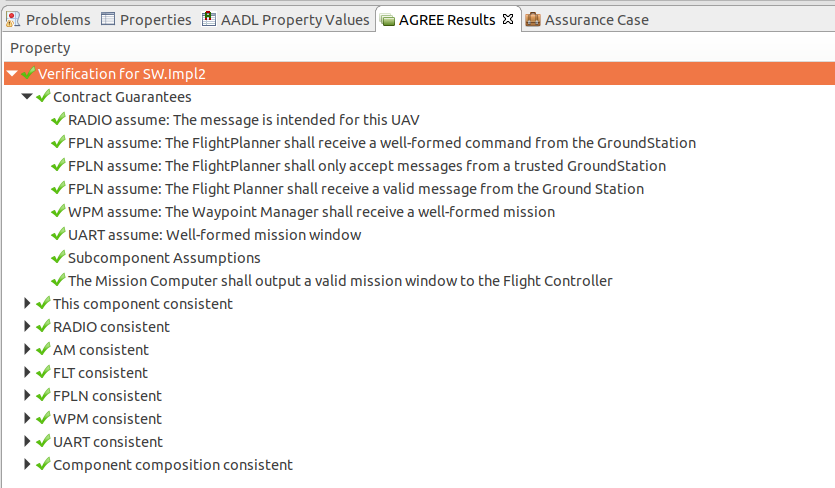 Problems Properties AADL Property Values AGREE Results Assurance Case
Property
Verification for SW.Impl2
Contract Guarantees
RADIO assume: The message is intended for this UAV
FPLN assume: The FlightPlanner shall receive a well-formed command from the GroundStation
FPLN assume: The FlightPlanner shall only accept messages from a trusted GroundStation
FPLN assume: The Flight Planner shall receive a valid message from the Ground Station
WPM assume: The Waypoint Manager shall receive a well-formed mission
UART assume: Well-formed mission window
Subcomponent Assumptions
The Mission Computer shall output a valid mission window to the Flight Controller
This component consistent
RADIO consistent
AM consistent
FLT consistent
FPLN consistent
WPM consistent
UART consistent
Component composition consistent